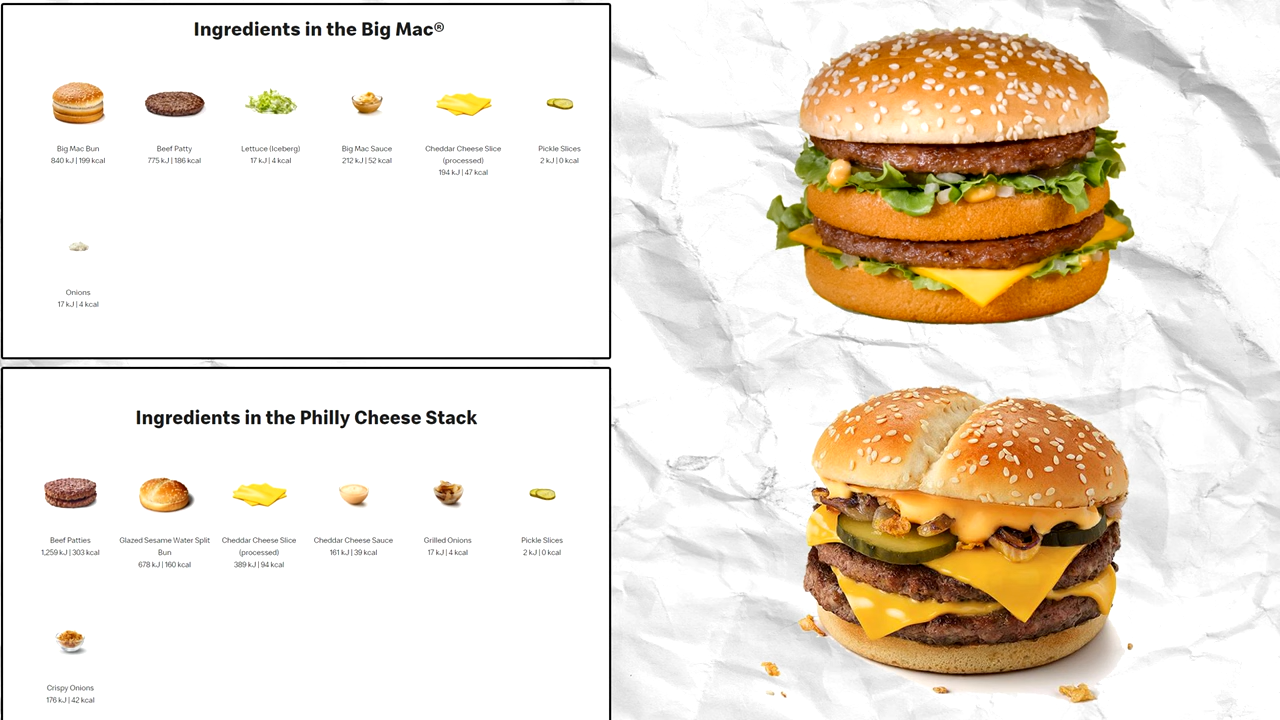 Ingredients in the Big Mac®
Big Mac Bun
840 kJ | 199 kcal
Beef Patty
775 kJ | 186 kcal
Lettuce (Iceberg)
17 kJ | 4 kcal
Big Mac Sauce
212 kJ | 52 kcal
Cheddar Cheese Slice
(processed)
194 kJ | 47 kcal
Pickle Slices
2 kJ | 0 kcal
Onions
17 kJ | 4 kcal
Ingredients in the Philly Cheese Stack
Beef Patties
1,259 kJ | 303 kcal
Glazed Sesame Water Split
Bun
678 kJ | 160 kcal
Cheddar Cheese Slice
(processed)
389 kJ | 94 kcal
Cheddar Cheese Sauce
161 kJ | 39 kcal
Grilled Onions
17 kJ | 4 kcal
Pickle Slices
2 kJ | 0 kcal
Crispy Onions
176 kJ | 42 kcal